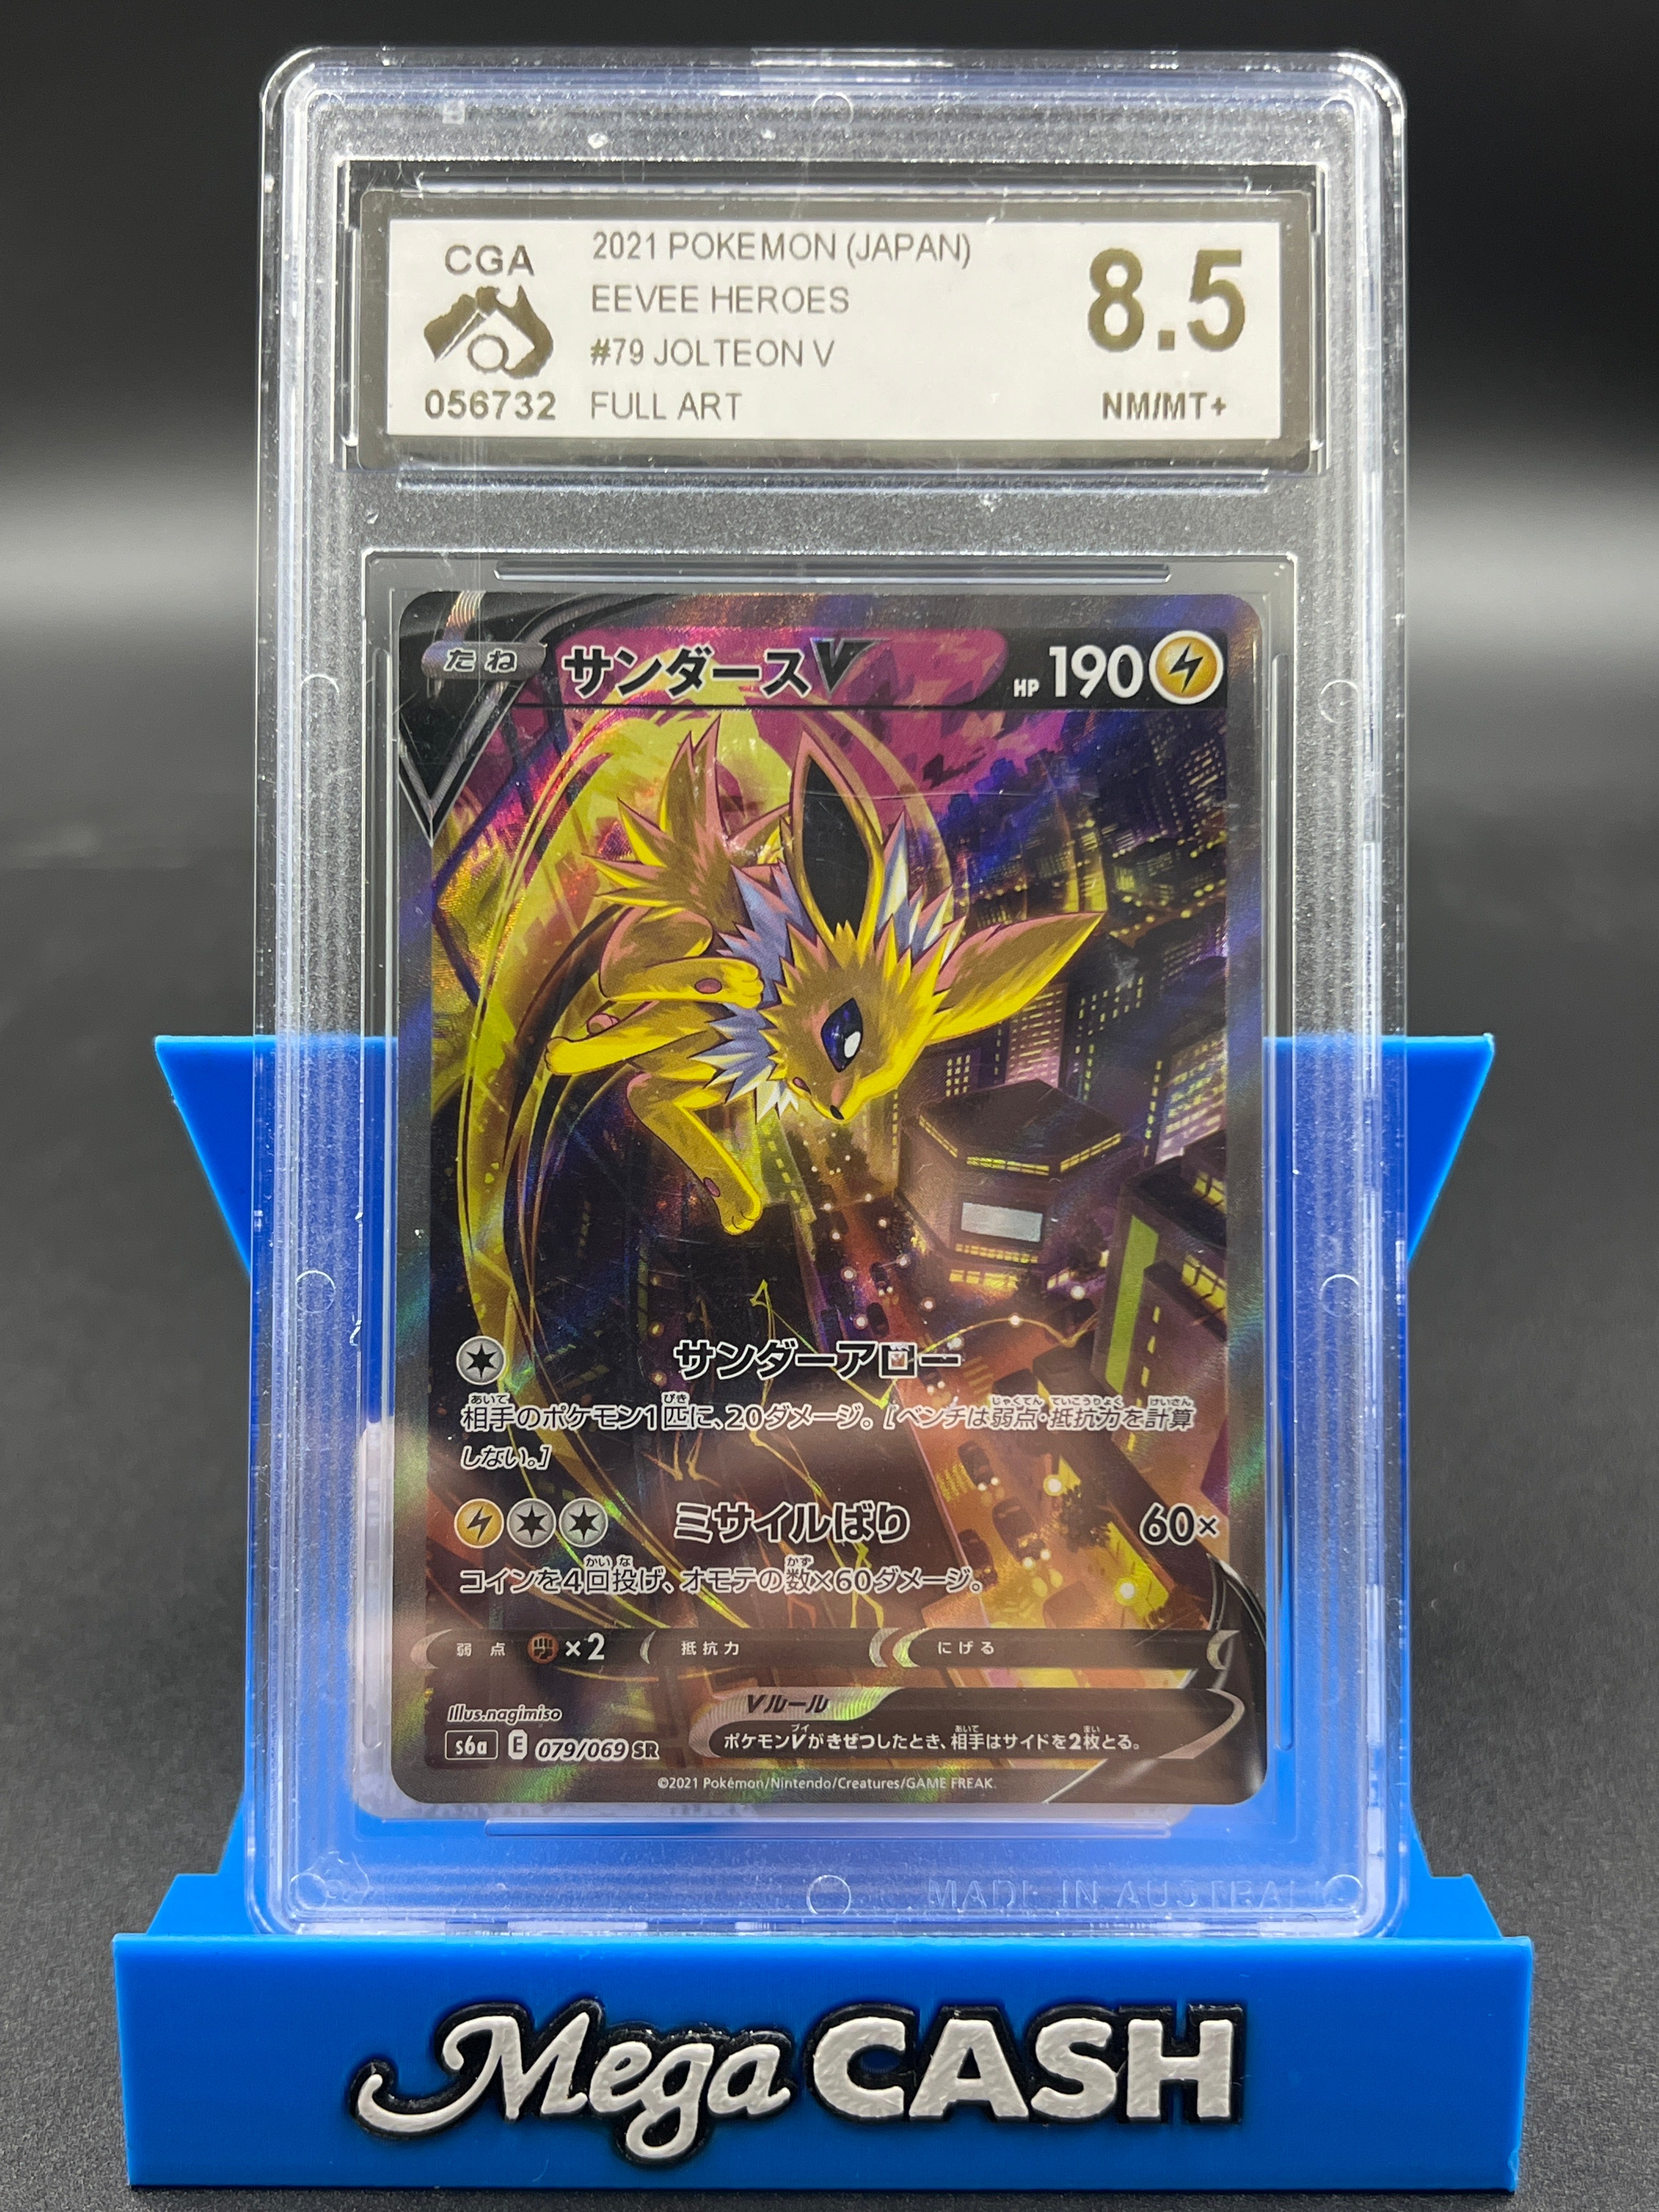 CGA
056732
2021 POKEMON (JAPAN)
EEVEE HEROES
#79 JOLTEON V
FULL ART
8.5
NM/MT+
たね サンダースV HP 190
サンダーアロー
相手のポケモン1匹に、20ダメージ。[ベンチは弱点・抵抗力を計算
しない。]
ミサイルばり 60×
コインを4回投げ、オモテの数×60ダメージ。
弱点 ×2 抵抗力 にげる
Illus.nagimiso
s6a E 079/069 SR
Vルール
ポケモンVがきぜつしたとき、相手はサイドを2枚とる。
©2021 Pokémon/Nintendo/Creatures/GAME FREAK.
MADE IN AUSTRALIA
Mega CASH